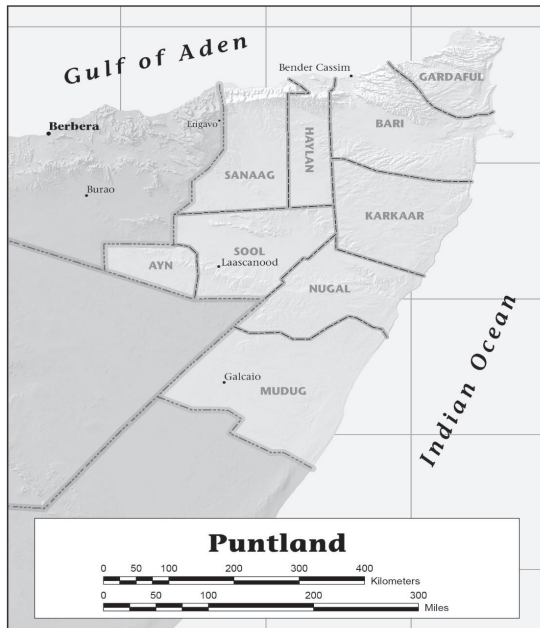 Gulf of Aden
Bender Cassim
GARDAFUL
Berbera
Erigavo
BARI
HAYLAN
SANAAG
Burao
KARKAAR
SOOL
AYN
Laascanood
NUGAL
Galcaio
MUDUG
Indian Ocean
Puntland
0 50 100 200 300 400
Kilometers
0 50 100 200 300
Miles